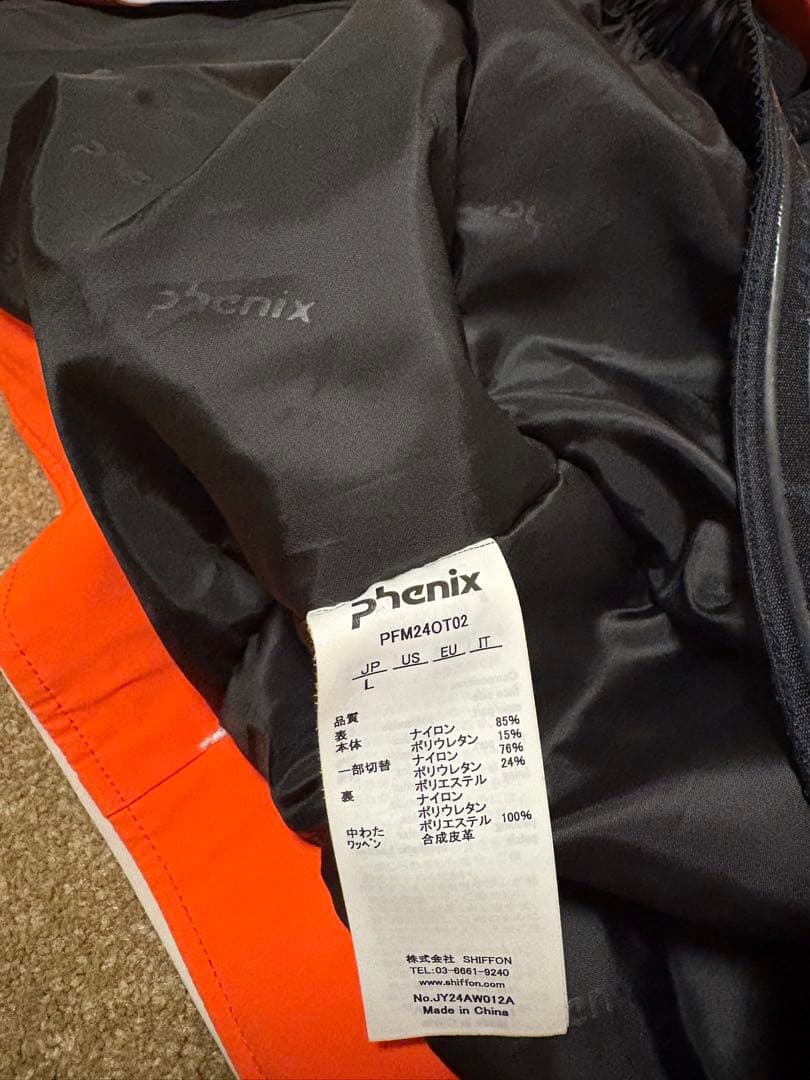 phenix
phenix
PFM24OT02
JP US EU IT
L
品質
表
本体 ナイロン 85%
ポリウレタン 15%
一部切替 ナイロン 76%
ポリウレタン 24%
ポリエステル
裏 ナイロン
ポリウレタン
中わた ポリエステル 100%
ワッペン 合成皮革
株式会社 SHIFFON
TEL:03-6661-9240
www.shiffon.com
No.JY24AW012A
Made in China